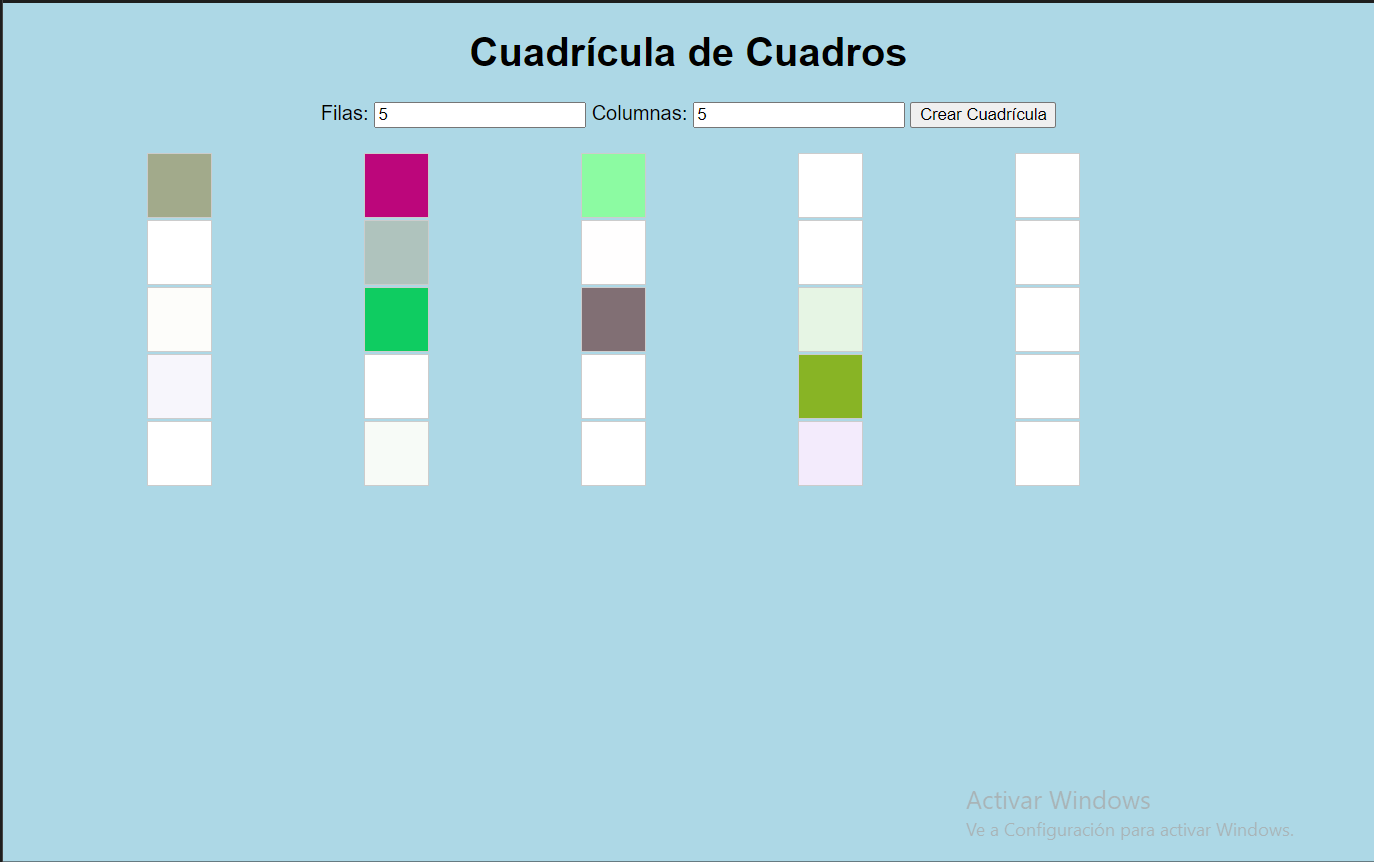 Cuadrícula de Cuadros
Filas: 5 Columnas: 5 Crear Cuadrícula
Activar Windows
Ve a Configuración para activar Windows.